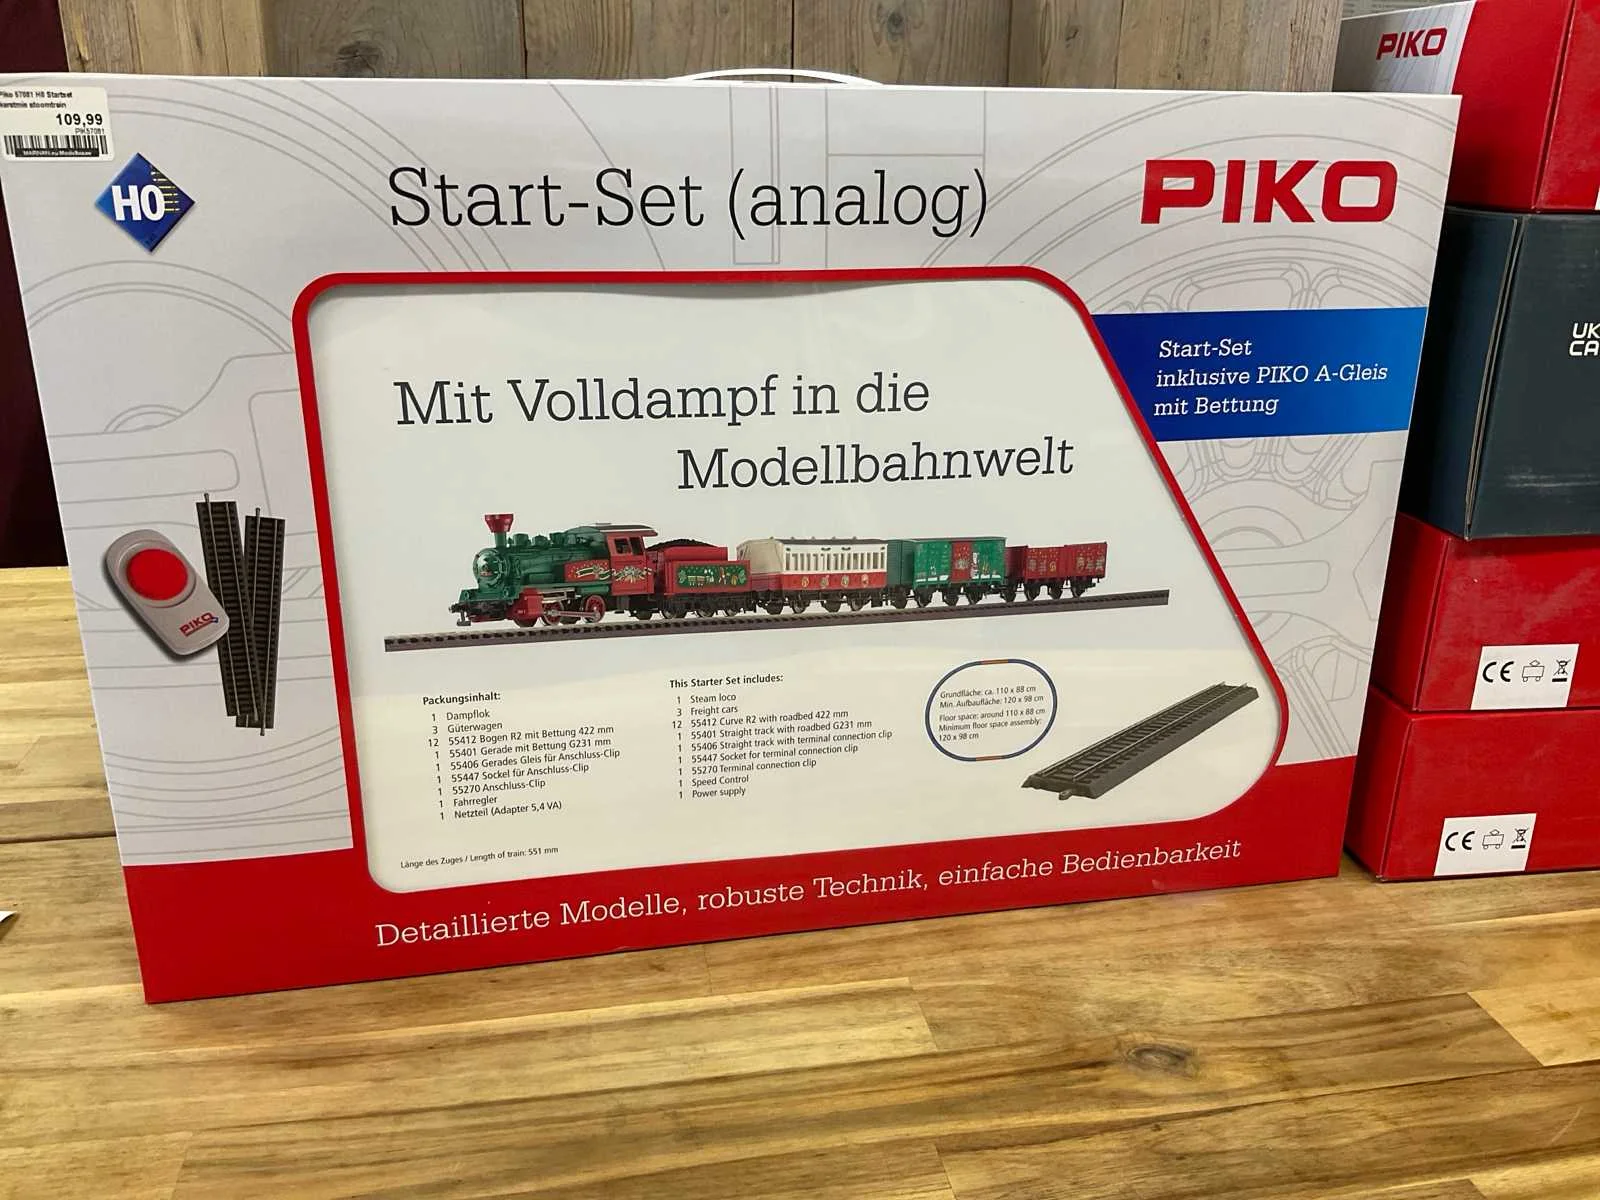 Piko 57081 H0 Startset
kerstmis stoomtrein
109,99
PIK57081
H0
Start-Set (analog)
PIKO
PIKO
Start-Set
inklusive PIKO A-Gleis
mit Bettung
UK
CA
Mit Volldampf in die
Modellbahnwelt
PIKO
Packungsinhalt:
1 Dampflok
3 Güterwagen
12 55412 Bogen R2 mit Bettung 422 mm
1 55401 Gerade mit Bettung G231 mm
1 55406 Gerades Gleis für Anschluss-Clip
1 55447 Sockel für Anschluss-Clip
1 55270 Anschluss-Clip
1 Fahrregler
1 Netzteil (Adapter 5,4 VA)
This Starter Set includes:
1 Steam loco
3 Freight cars
12 55412 Curve R2 with roadbed 422 mm
1 55401 Straight track with roadbed G231 mm
1 55406 Straight track with terminal connection clip
1 55447 Socket for terminal connection clip
1 55270 Terminal connection clip
1 Speed Control
1 Power supply
Grundfläche: ca. 110 x 88 cm
Min. Aufbaufläche: 120 x 98 cm
Floor space: around 110 x 88 cm
Minimum floor space assembly:
120 x 98 cm
Länge des Zuges / Length of train: 551 mm
Detaillierte Modelle, robuste Technik, einfache Bedienbarkeit
CE
CE